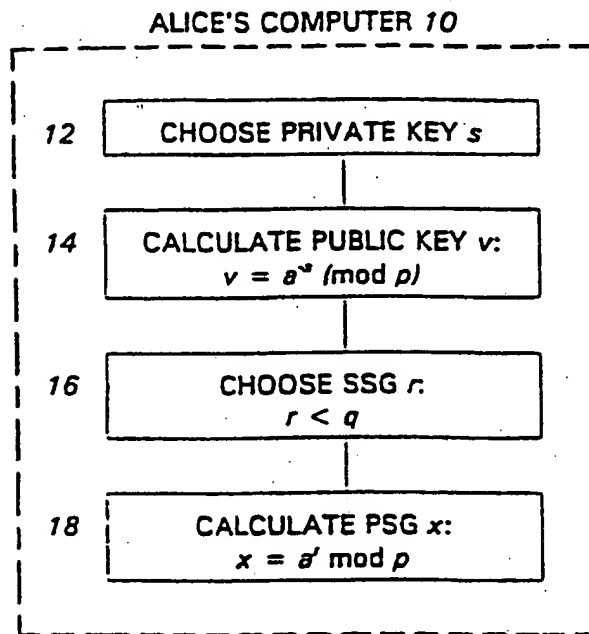 ALICE'S COMPUTER 10
12 CHOOSE PRIVATE KEY s
14 CALCULATE PUBLIC KEY v:
v = a⁻ˢ (mod p)
16 CHOOSE SSG r:
r < q
18 CALCULATE PSG x:
x = aʳ mod p